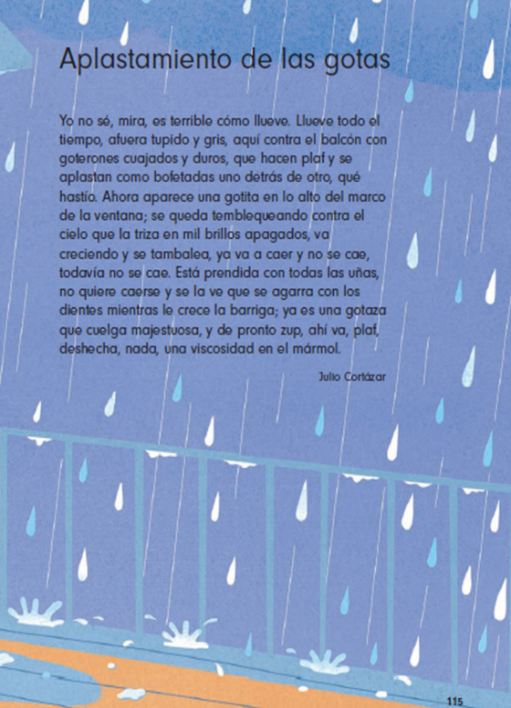 Aplastamiento de las gotas
Yo no sé, mira, es terrible cómo llueve. Llueve todo el
tiempo, afuera tupido y gris, aquí contra el balcón con
goterones cuajados y duros, que hacen plaf y se
aplastan como bofetadas uno detrás de otro, qué
hastío. Ahora aparece una gotita en lo alto del marco
de la ventana; se queda temblequeando contra el
cielo que la triza en mil brillos apagados, va
creciendo y se tambalea, ya va a caer y no se cae,
todavía no se cae. Está prendida con todas las uñas,
no quiere caerse y se la ve que se agarra con los
dientes mientras le crece la barriga; ya es una gotaza
que cuelga majestuosa, y de pronto zup, ahí va, plaf,
deshecha, nada, una viscosidad en el mármol.
Julio Cortázar
115